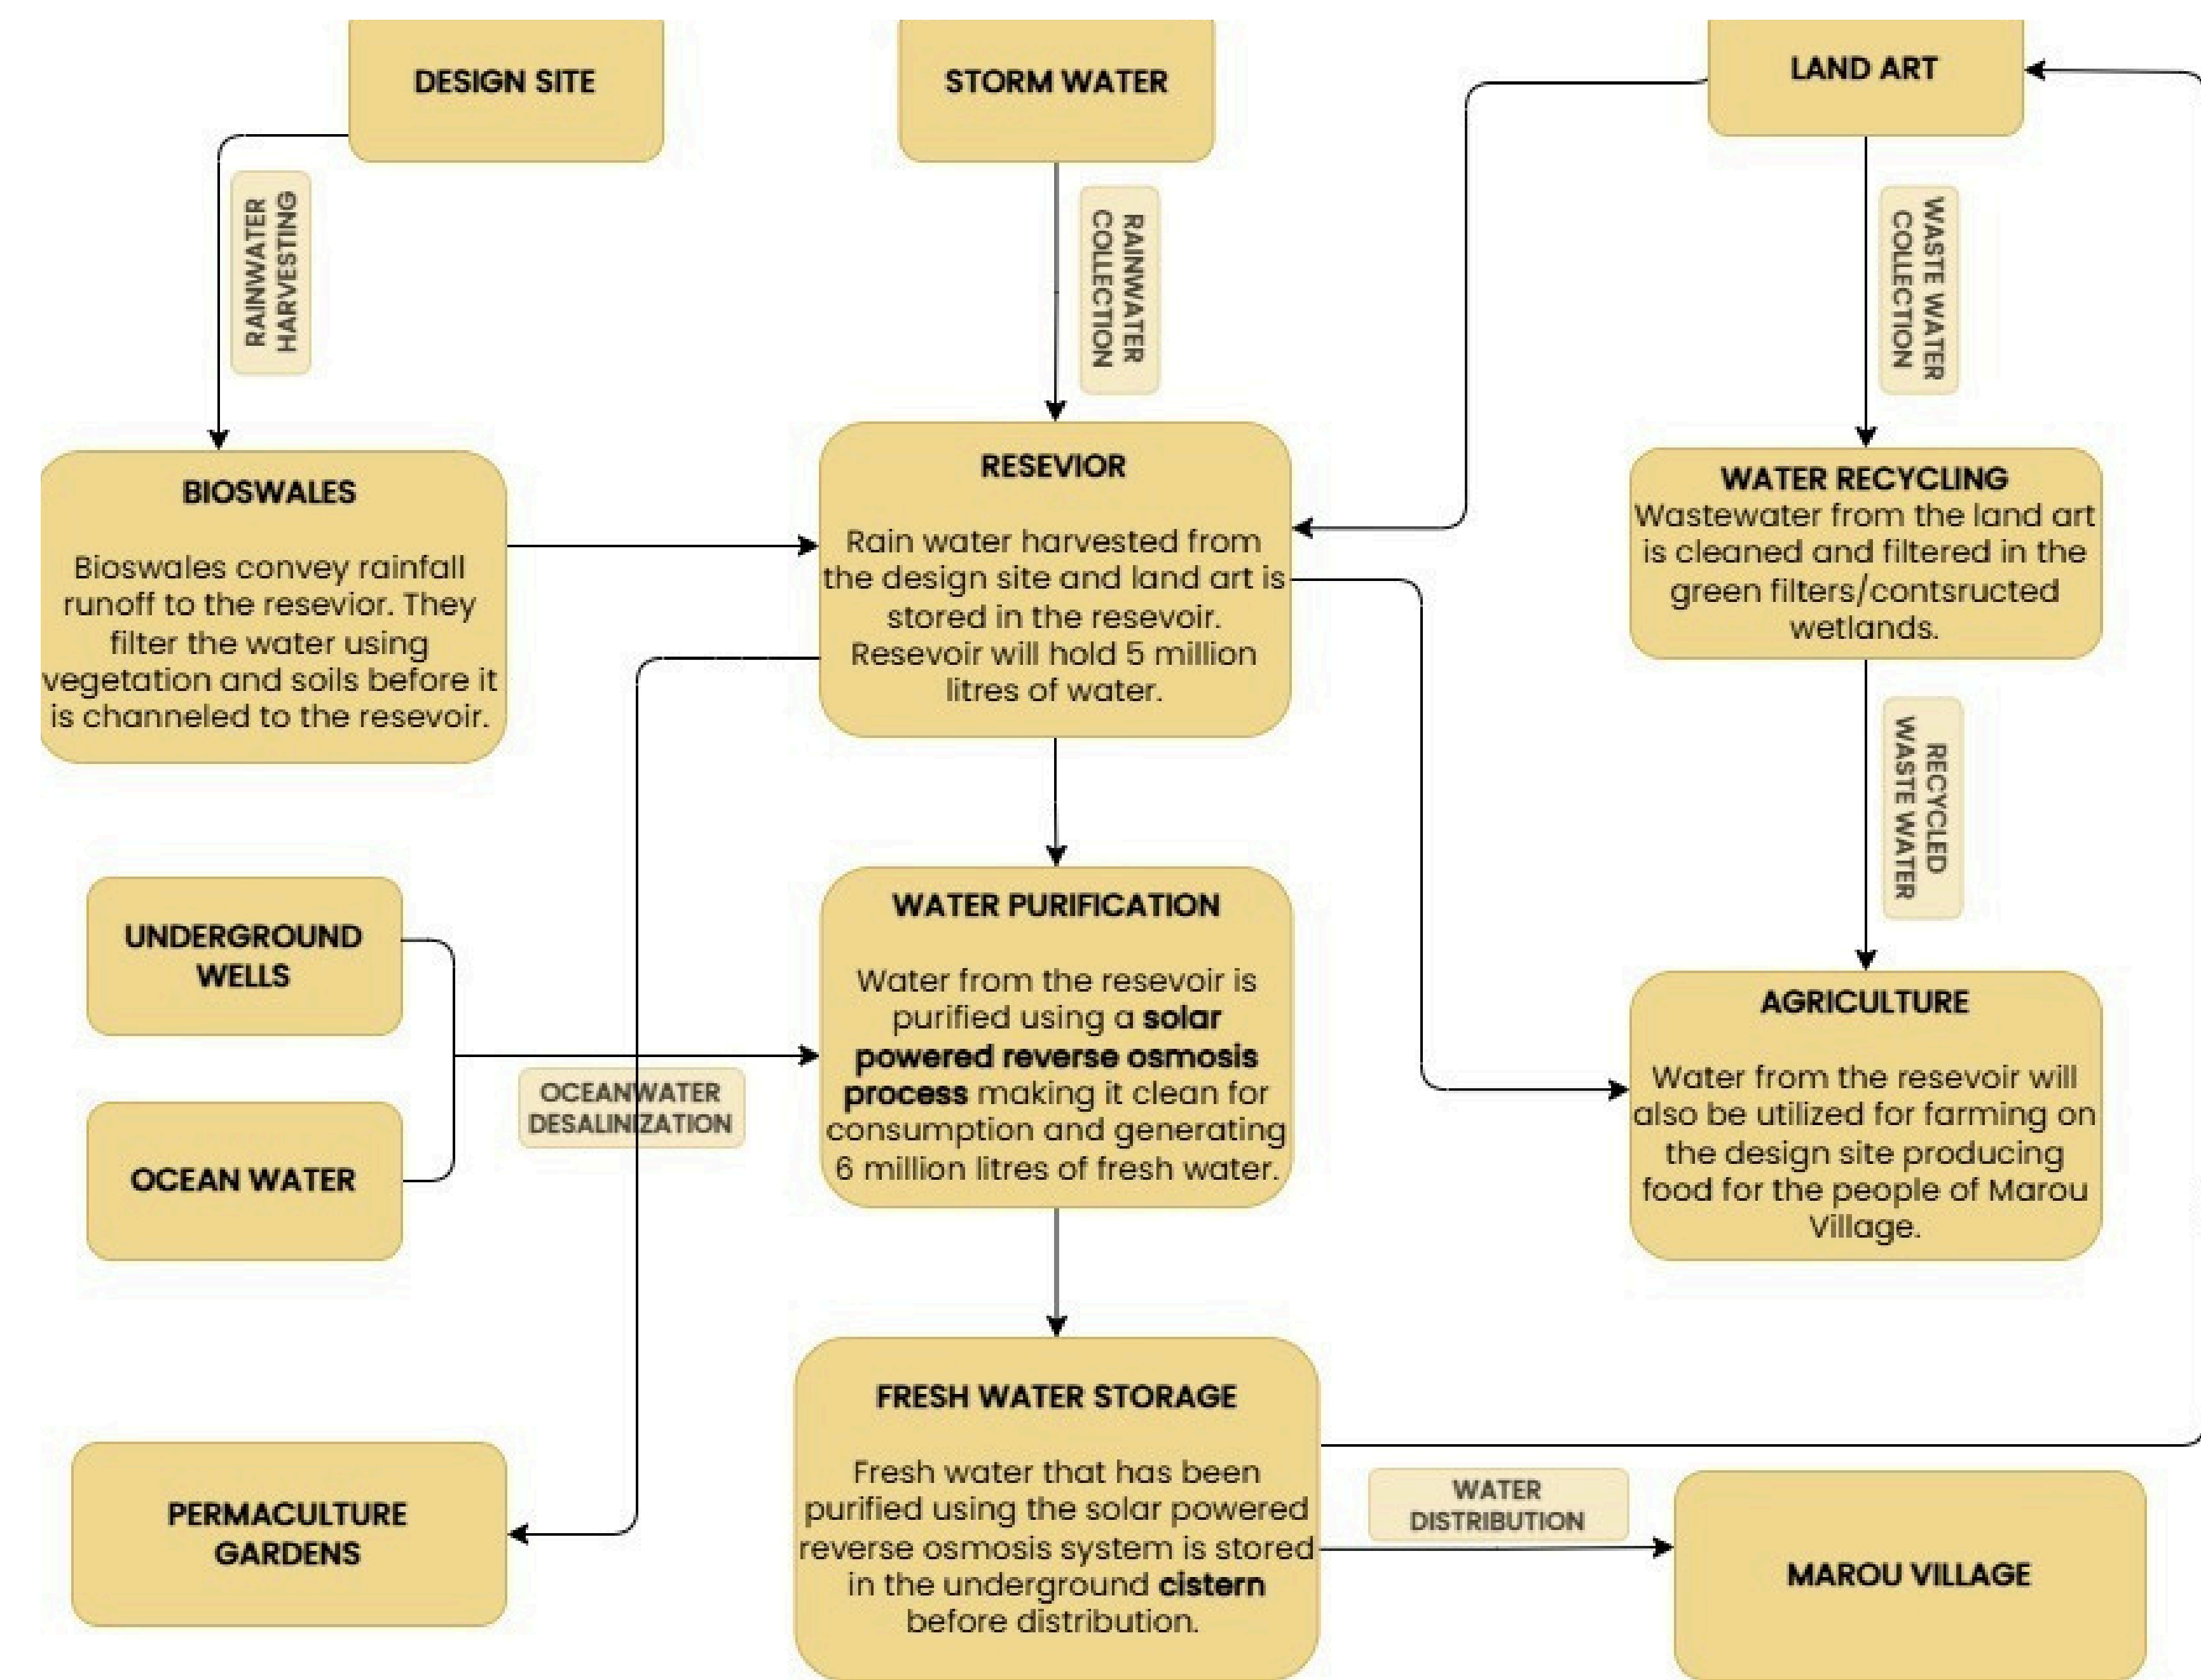 DESIGN SITE
STORM WATER
LAND ART
RAINWATER
HARVESTING
RAINWATER
COLLECTION
WASTE WATER
COLLECTION
BIOSWALES
Bioswales convey rainfall
runoff to the resevior. They
filter the water using
vegetation and soils before it
is channeled to the resevoir.
RESEVIOR
Rain water harvested from
the design site and land art is
stored in the resevoir.
Resevoir will hold 5 million
litres of water.
WATER RECYCLING
Wastewater from the land art
is cleaned and filtered in the
green filters/contsructed
wetlands.
RECYCLED
WASTE WATER
UNDERGROUND
WELLS
OCEAN WATER
OCEANWATER
DESALINIZATION
WATER PURIFICATION
Water from the resevoir is
purified using a solar
powered reverse osmosis
process making it clean for
consumption and generating
6 million litres of fresh water.
AGRICULTURE
Water from the resevoir will
also be utilized for farming on
the design site producing
food for the people of Marou
Village.
PERMACULTURE
GARDENS
FRESH WATER STORAGE
Fresh water that has been
purified using the solar powered
reverse osmosis system is stored
in the underground cistern
before distribution.
WATER
DISTRIBUTION
MAROU VILLAGE